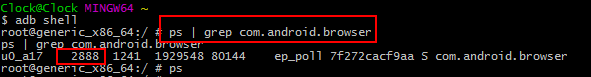 Clock@Clock MINGW64 ~
$ adb shell
root@generic_x86_64:/ # ps | grep com.android.browser
ps | grep com.android.browser
u0_a17 2888 1241 1929548 80144 ep_poll 7f272cacf9aa S com.android.browser
root@generic_x86_64:/ # ps